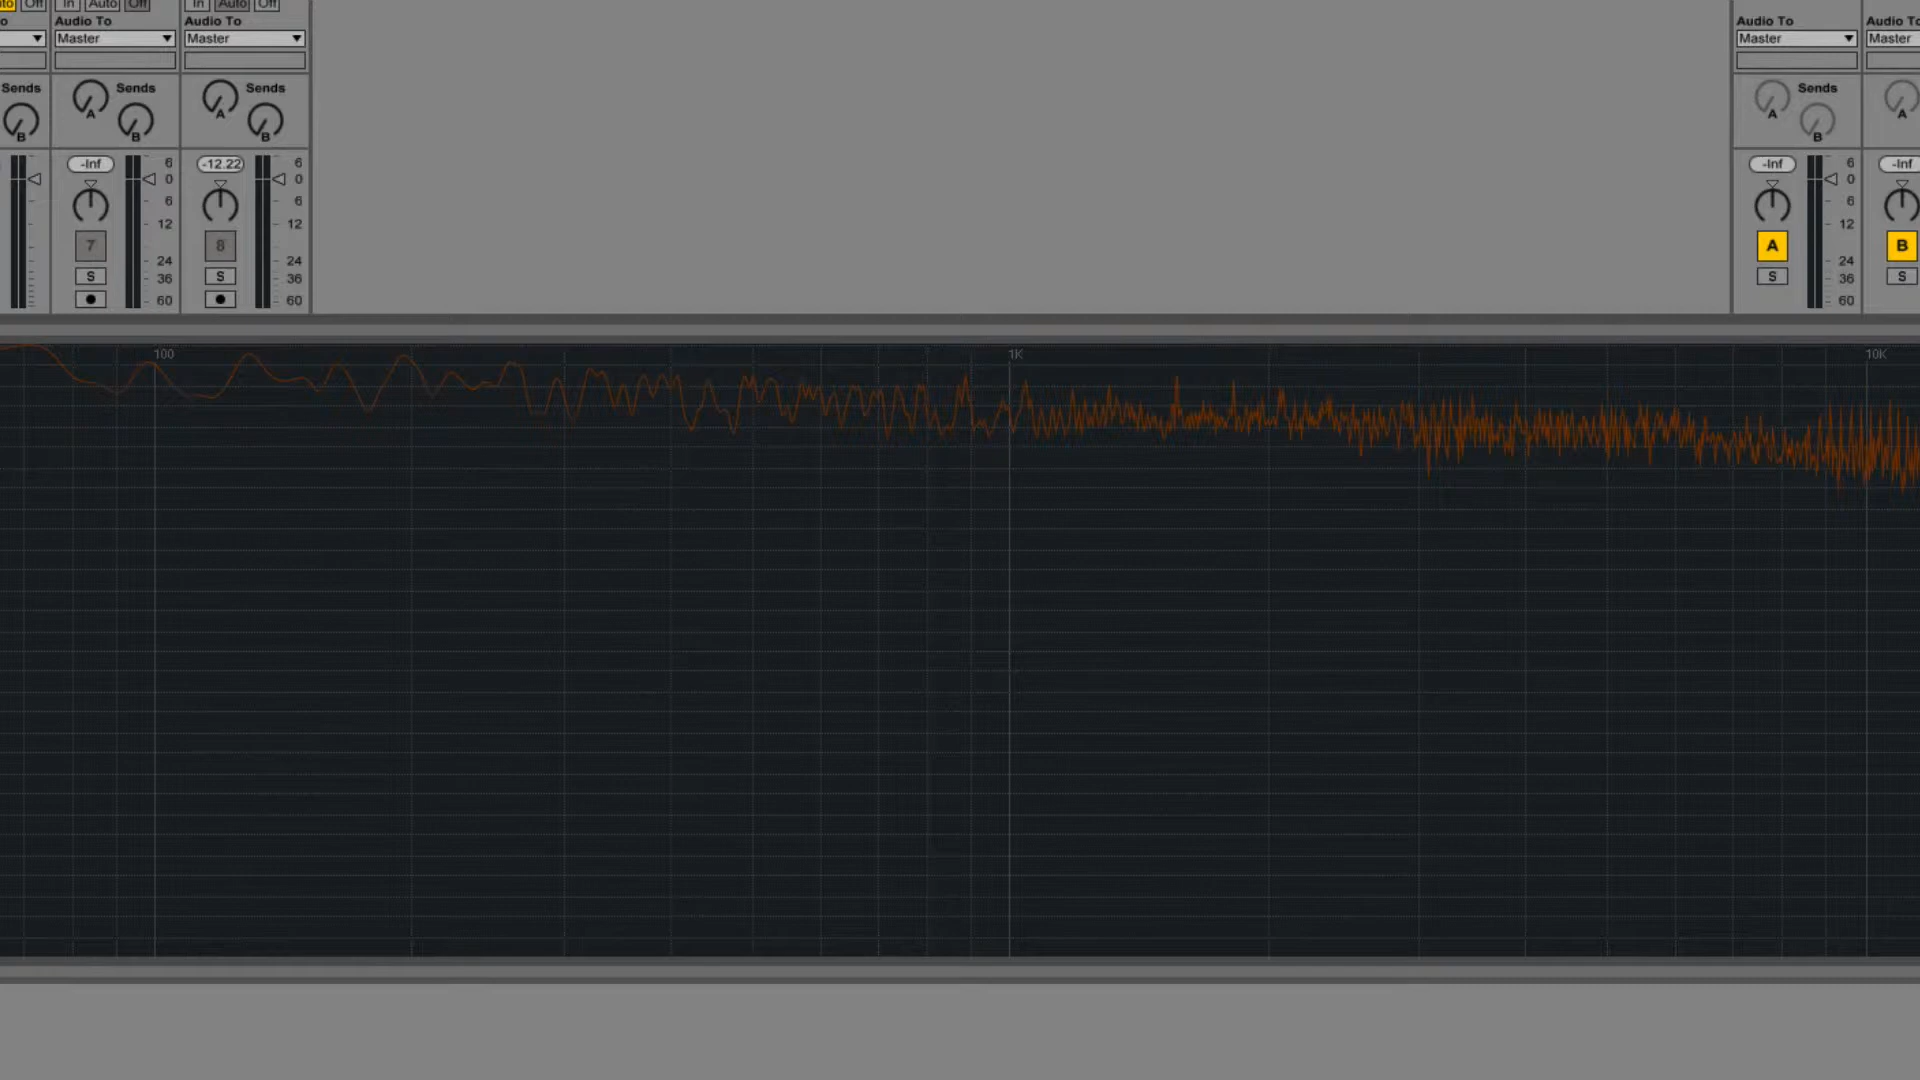 to Off In Auto Off In Auto Off
o Audio To Audio To Audio To Audio To
Master Master Master Master
Sends Sends Sends Sends
A A A A
B B B B
-Inf 6 -12.22 6 -Inf 6 -Inf
0 0 0
6 6 6
12 12 12
7 8 A B
24 24 24
S S S S
36 36 36
60 60 60
100 1K 10K